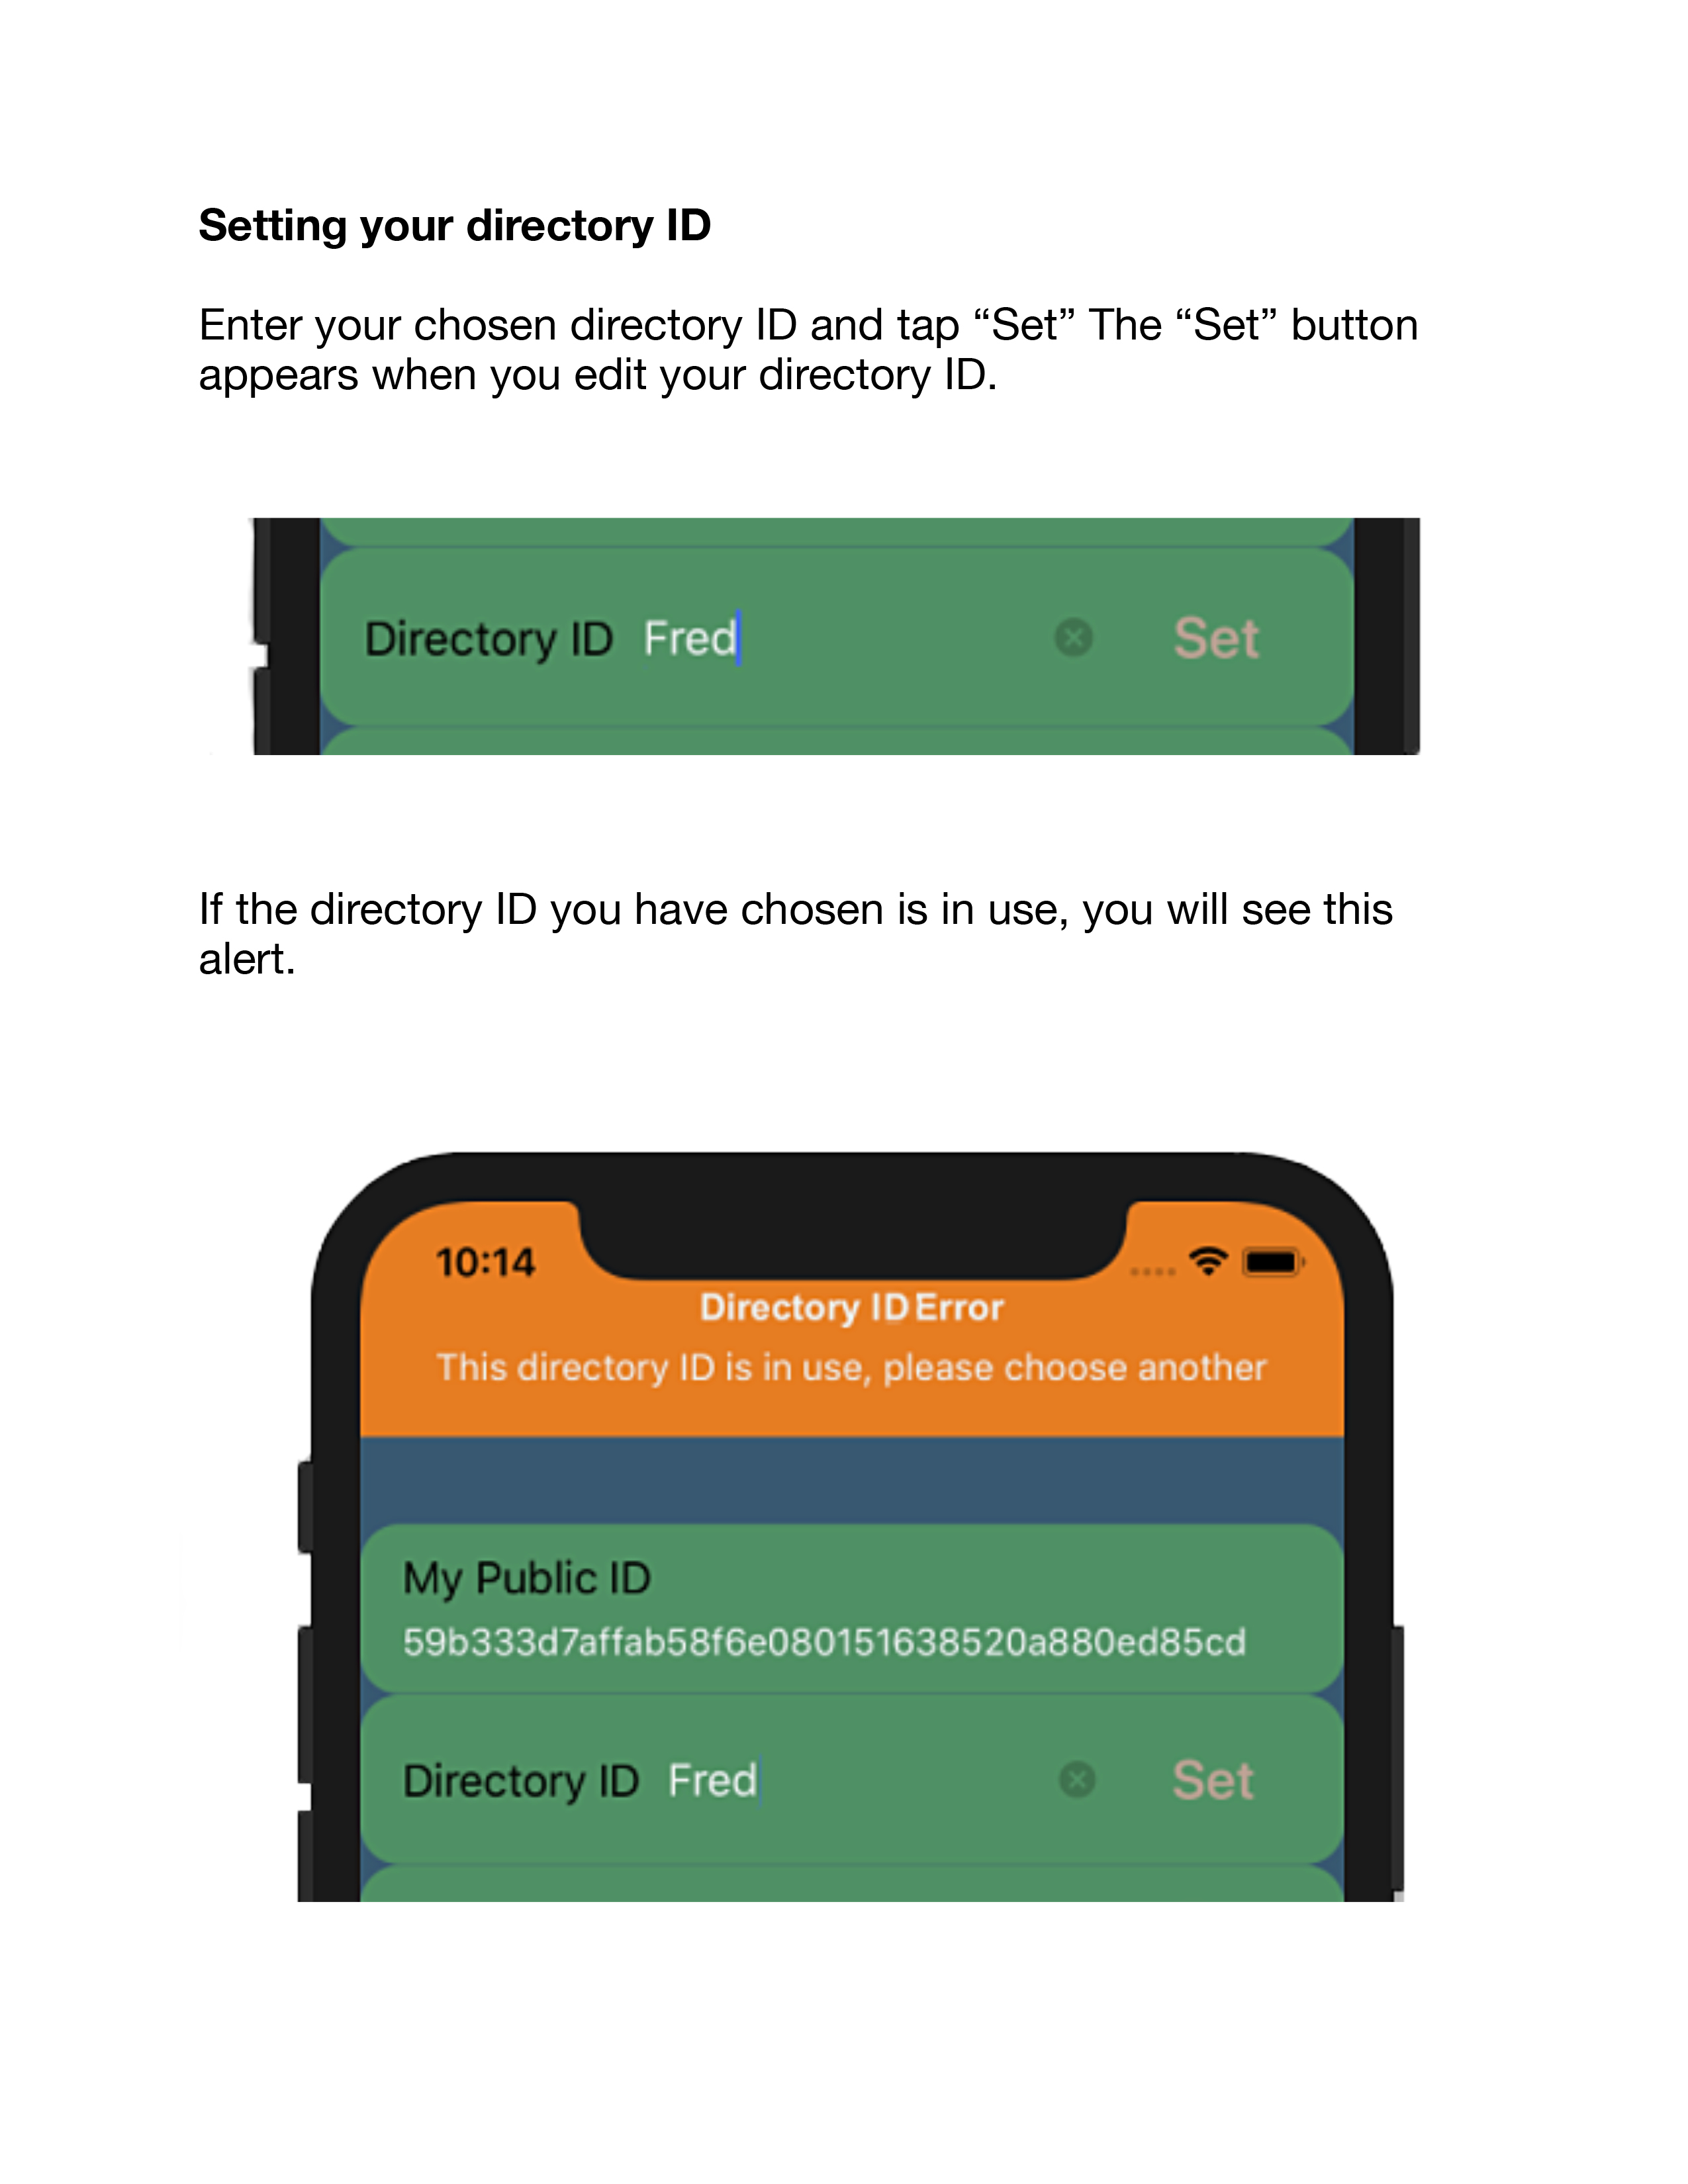 Setting your directory ID
Enter your chosen directory ID and tap “Set” The “Set” button
appears when you edit your directory ID.
Directory ID Fred Set
If the directory ID you have chosen is in use, you will see this
alert.
10:14
Directory ID Error
This directory ID is in use, please choose another
My Public ID
59b333d7affab58f6e080151638520a880ed85cd
Directory ID Fred Set